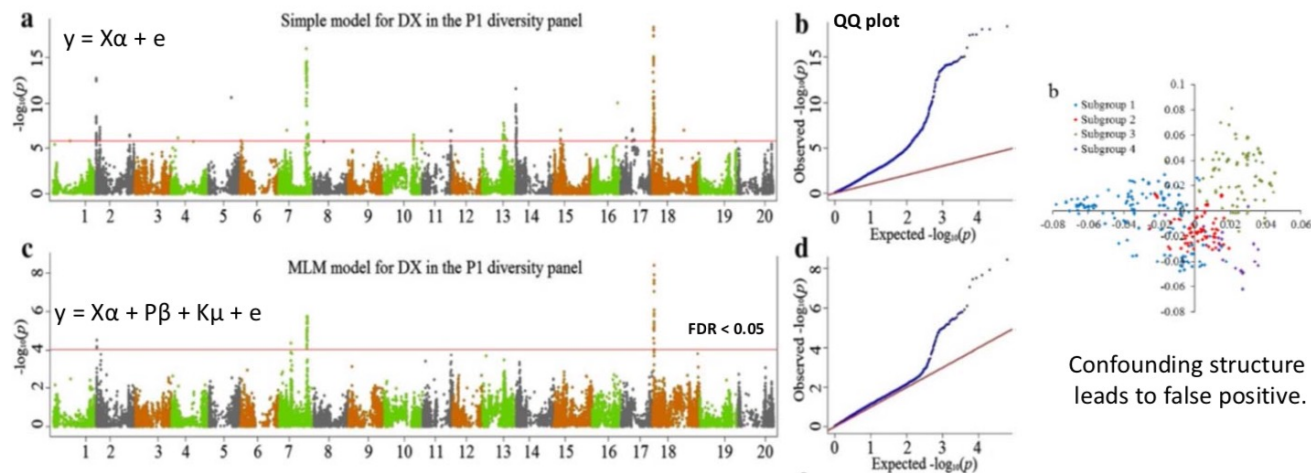 a
Simple model for DX in the P1 diversity panel
y = Xα + e
-log₁₀(p)
15
10
5
0
1 2 3 4 5 6 7 8 9 10 11 12 13 14 15 16 17 18 19 20
b
QQ plot
Observed -log₁₀(p)
15
10
5
0
0 1 2 3 4
Expected -log₁₀(p)
b
Subgroup 1
Subgroup 2
Subgroup 3
Subgroup 4
0.1
0.08
0.06
0.04
0.02
0
-0.02
-0.04
-0.06
-0.08
-0.08 -0.06 -0.04 -0.02 0.00 0.02 0.04 0.06
c
MLM model for DX in the P1 diversity panel
y = Xα + Pβ + Kμ + e
FDR < 0.05
-log₁₀(p)
8
6
4
2
0
1 2 3 4 5 6 7 8 9 10 11 12 13 14 15 16 17 18 19 20
d
Observed -log₁₀(p)
8
6
4
2
0
0 1 2 3 4
Expected -log₁₀(p)
Confounding structure
leads to false positive.